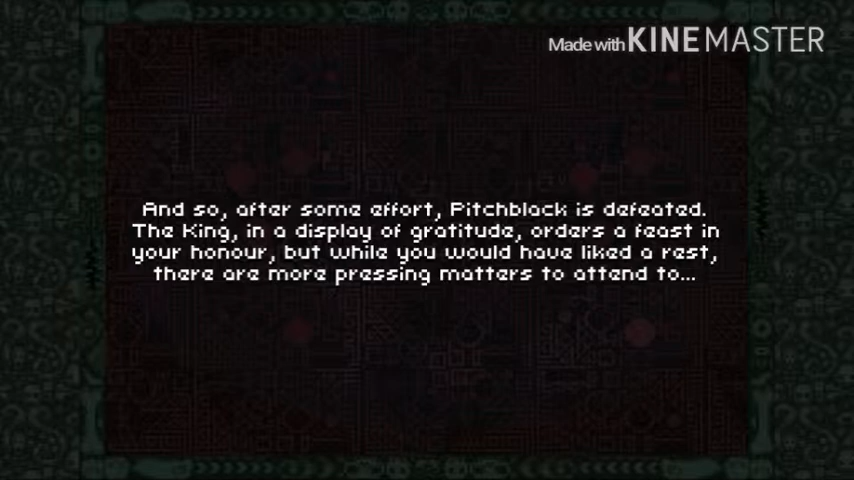 Made with KINEMASTER
And so, after some effort, Pitchblack is defeated.
The King, in a display of gratitude, orders a feast in
your honour, but while you would have liked a rest,
there are more pressing matters to attend to...